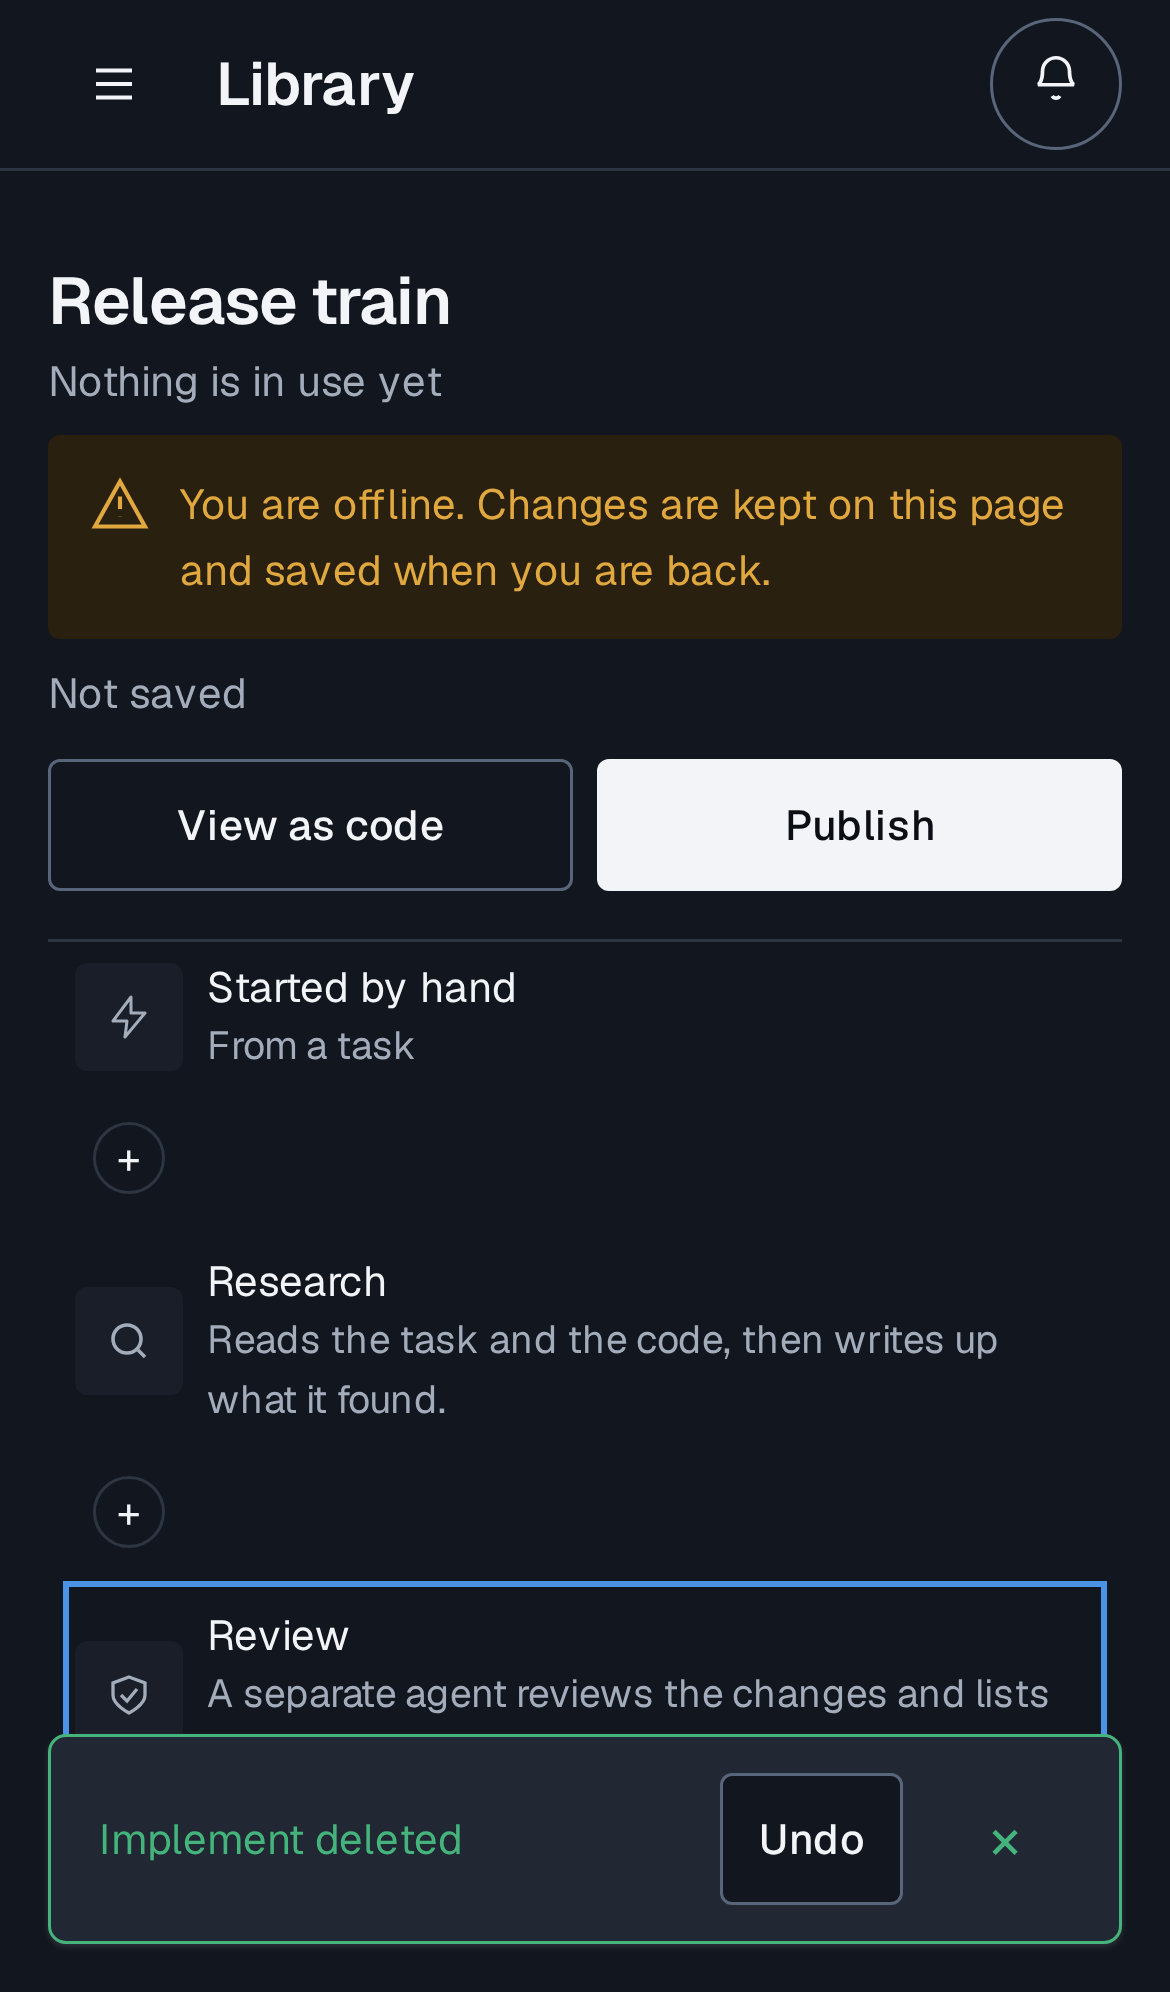 Library
Release train
Nothing is in use yet
You are offline. Changes are kept on this page
and saved when you are back.
Not saved
View as code
Publish
Started by hand
From a task
+
Research
Reads the task and the code, then writes up
what it found.
+
Review
A separate agent reviews the changes and lists
Implement deleted
Undo
×